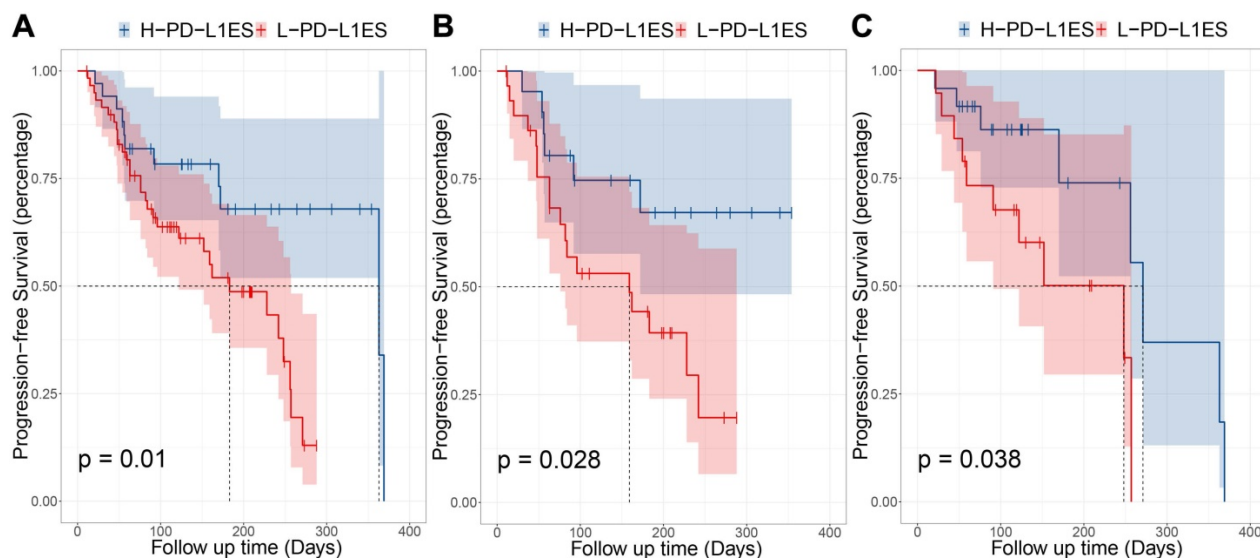 A
H-PD-L1ES L-PD-L1ES
Progression-free Survival (percentage)
1.00
0.75
0.50
0.25
0.00
p = 0.01
0 100 200 300 400
Follow up time (Days)
B
H-PD-L1ES L-PD-L1ES
Progression-free Survival (percentage)
1.00
0.75
0.50
0.25
0.00
p = 0.028
0 100 200 300 400
Follow up time (Days)
C
H-PD-L1ES L-PD-L1ES
Progression-free Survival (percentage)
1.00
0.75
0.50
0.25
0.00
p = 0.038
0 100 200 300 400
Follow up time (Days)